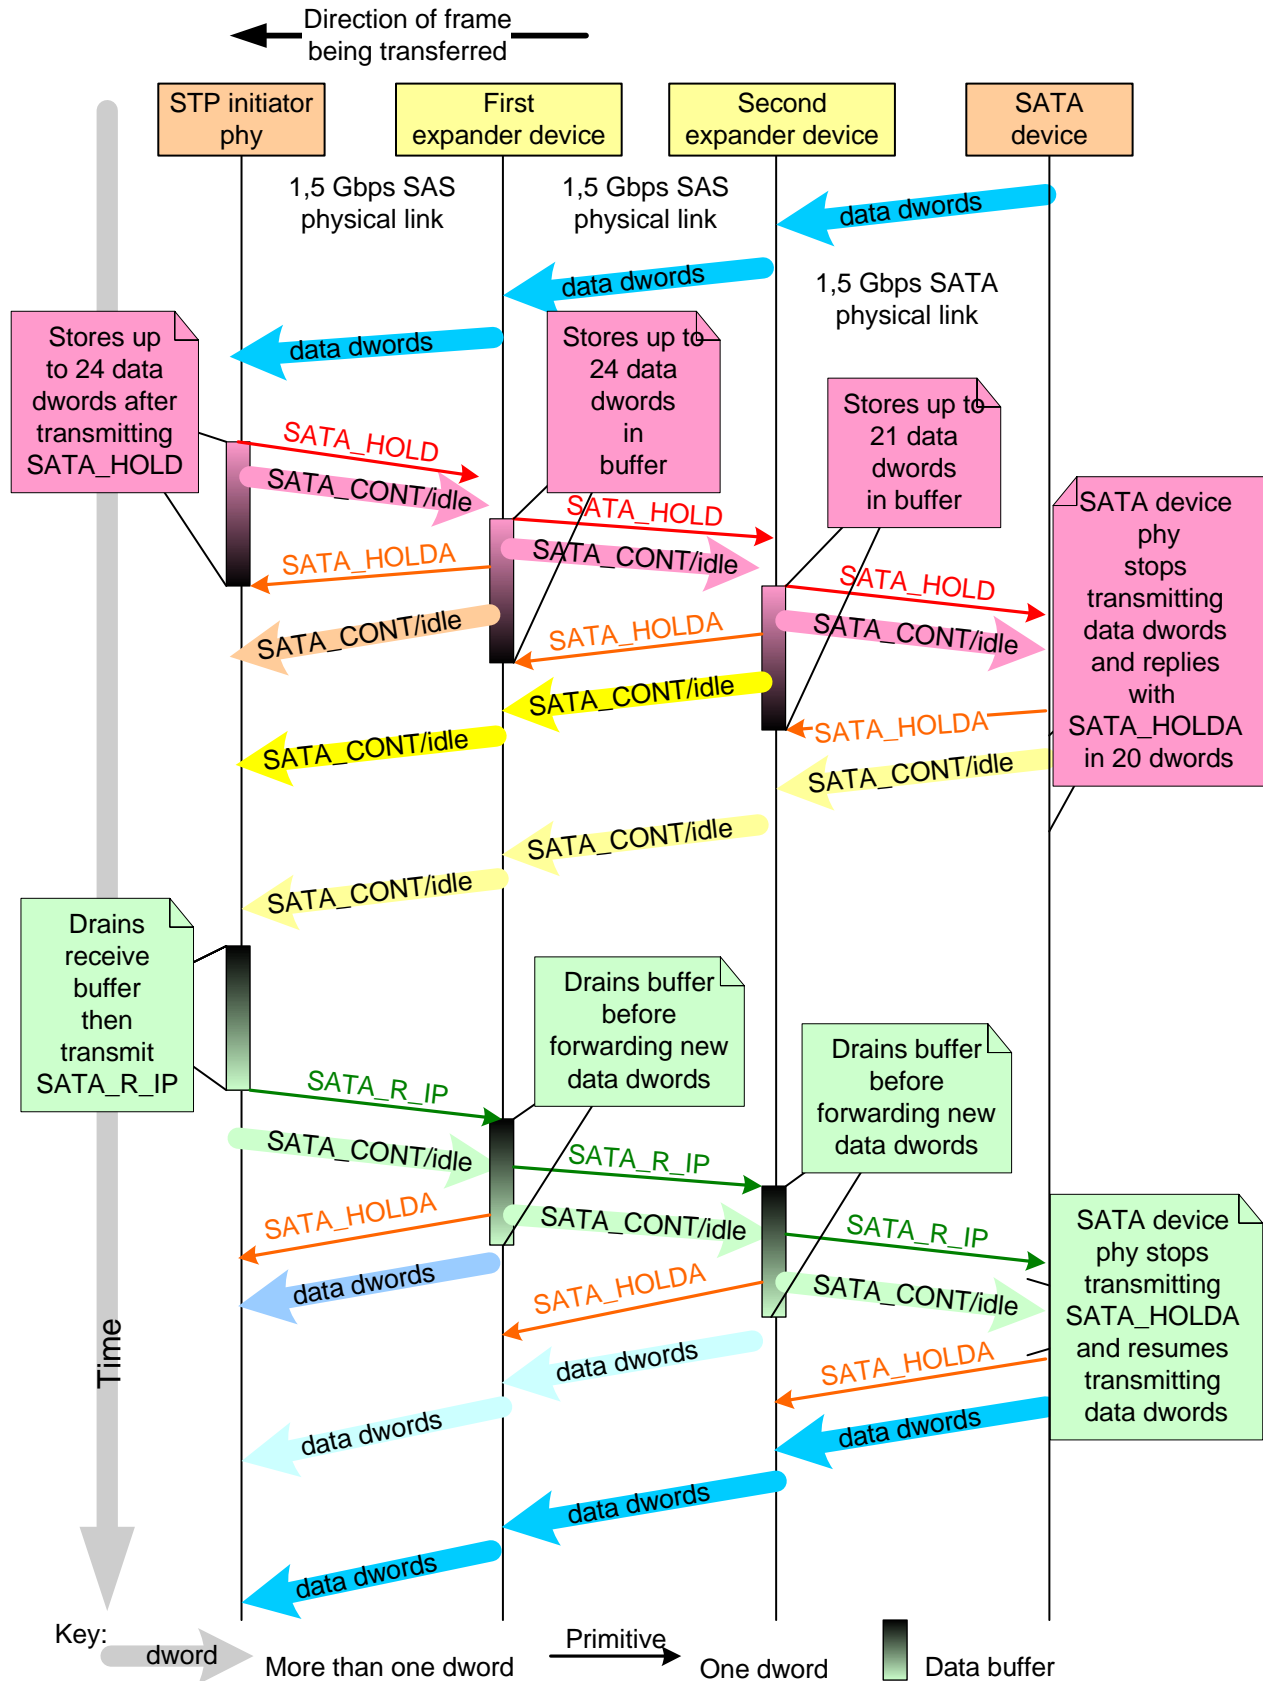 Direction of frame
being transferred
STP initiator
phy
First
expander device
Second
expander device
SATA
device
1,5 Gbps SAS
physical link
1,5 Gbps SAS
physical link
data dwords
data dwords
1,5 Gbps SATA
physical link
data dwords
Stores up
to 24 data
dwords after
transmitting
SATA_HOLD
Stores up to
24 data
dwords
in
buffer
Stores up to
21 data
dwords
in buffer
SATA_HOLD
SATA_CONT/idle
SATA_HOLD
SATA_CONT/idle
SATA_HOLDA
SATA_HOLD
SATA_CONT/idle
SATA_CONT/idle
SATA_HOLDA
SATA device
phy
stops
transmitting
data dwords
and replies
with
SATA_HOLDA
in 20 dwords
SATA_CONT/idle
SATA_HOLDA
SATA_CONT/idle
SATA_CONT/idle
SATA_CONT/idle
SATA_CONT/idle
Drains
receive
buffer
then
transmit
SATA_R_IP
Drains buffer
before
forwarding new
data dwords
Drains buffer
before
forwarding new
data dwords
SATA_R_IP
SATA_CONT/idle
SATA_R_IP
SATA_HOLDA
SATA_CONT/idle
SATA_R_IP
SATA device
phy stops
transmitting
SATA_HOLDA
and resumes
transmitting
data dwords
data dwords
SATA_HOLDA
SATA_CONT/idle
data dwords
SATA_HOLDA
data dwords
data dwords
data dwords
data dwords
Time
Key:
dword
More than one dword
Primitive
One dword
Data buffer